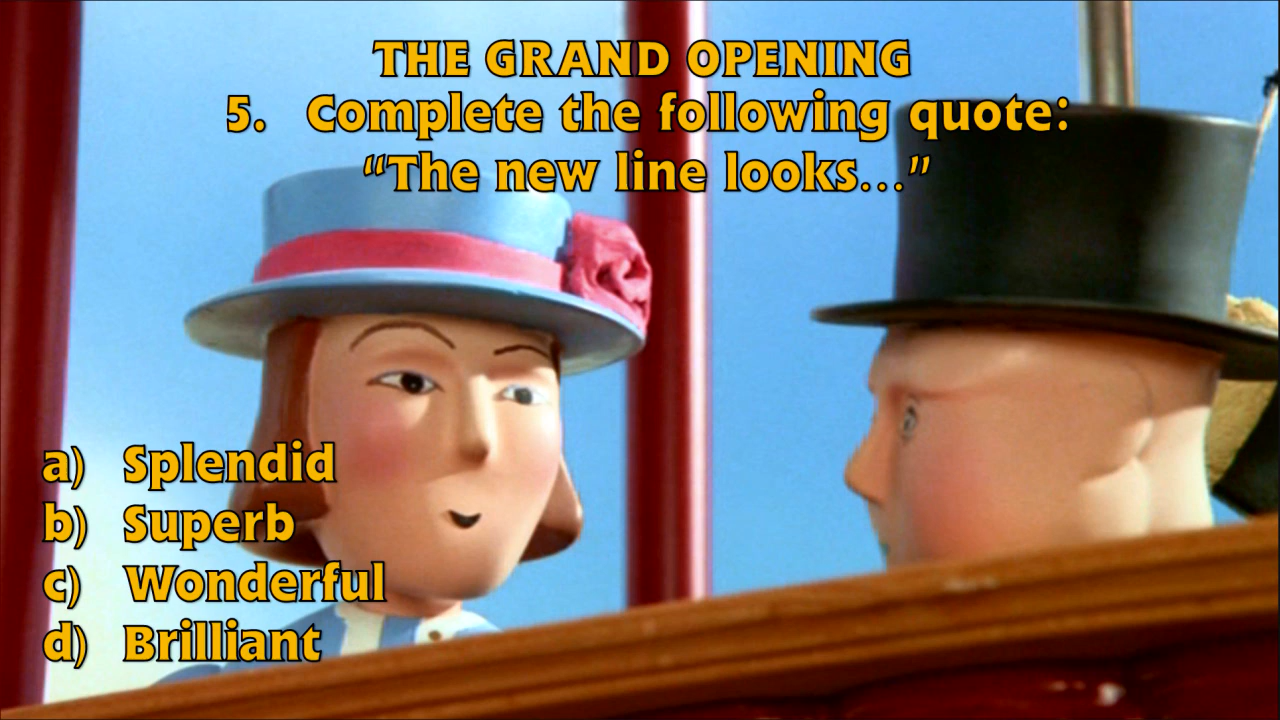 THE GRAND OPENING
5. Complete the following quote:
“The new line looks...”
a) Splendid
b) Superb
c) Wonderful
d) Brilliant